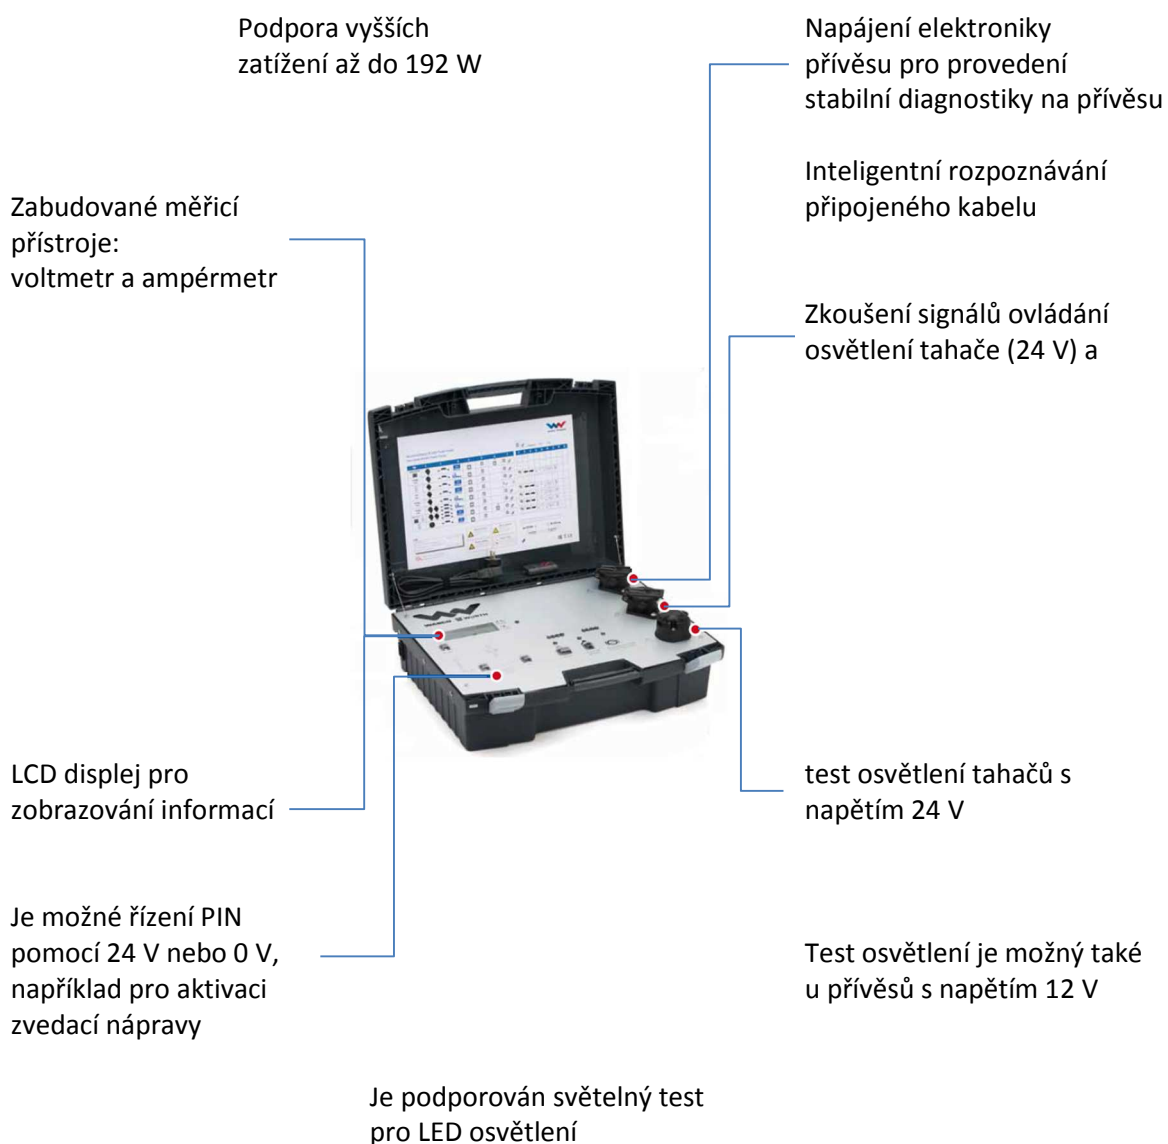 Podpora vyšších
zatížení až do 192 W
Napájení elektroniky
přívěsu pro provedení
stabilní diagnostiky na přívěsu
Inteligentní rozpoznávání
připojeného kabelu
Zabudované měřicí
přístroje:
voltmetr a ampérmetr
Zkoušení signálů ovládání
osvětlení tahače (24 V) a
LCD displej pro
zobrazování informací
test osvětlení tahačů s
napětím 24 V
Je možné řízení PIN
pomocí 24 V nebo 0 V,
například pro aktivaci
zvedací nápravy
Test osvětlení je možný také
u přívěsů s napětím 12 V
Je podporován světelný test
pro LED osvětlení